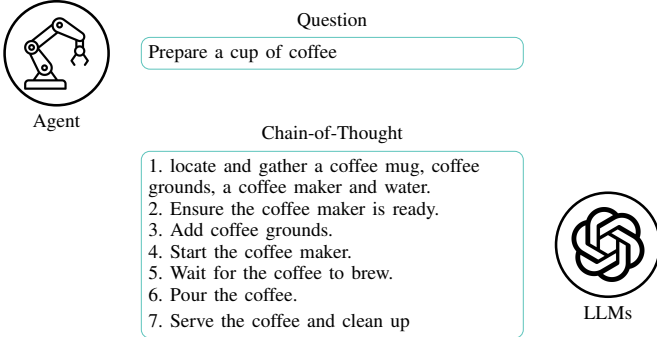 Question
Prepare a cup of coffee
Agent
Chain-of-Thought
1. locate and gather a coffee mug, coffee
grounds, a coffee maker and water.
2. Ensure the coffee maker is ready.
3. Add coffee grounds.
4. Start the coffee maker.
5. Wait for the coffee to brew.
6. Pour the coffee.
7. Serve the coffee and clean up
LLMs